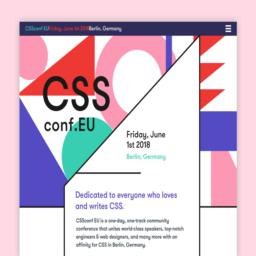 CSSconf EU Friday, June 1st 2018 Berlin, Germany
CSS
conf.EU
Friday, June
1st 2018
Berlin, Germany
Dedicated to everyone who loves
and writes CSS.
CSSconf EU is a one-day, one-track community
conference that unites world-class speakers, top-notch
engineers & web designers, and many more with an
affinity for CSS in Berlin, Germany.